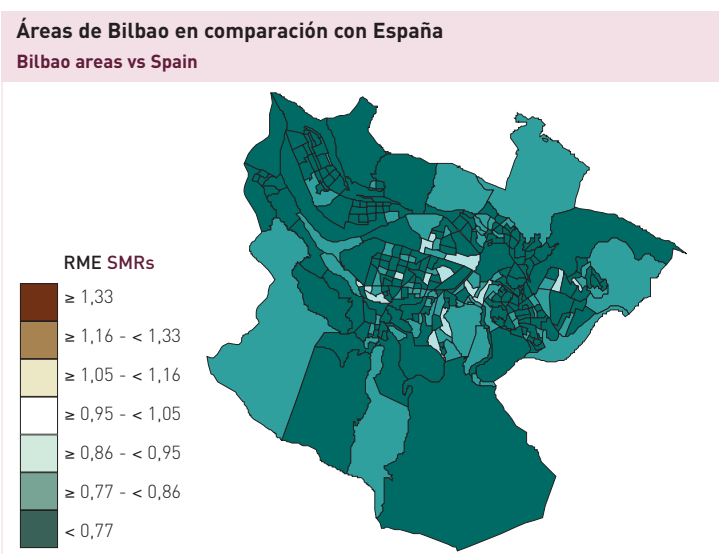 Áreas de Bilbao en comparación con España
Bilbao areas vs Spain
RME SMRs
≥ 1,33
≥ 1,16 - < 1,33
≥ 1,05 - < 1,16
≥ 0,95 - < 1,05
≥ 0,86 - < 0,95
≥ 0,77 - < 0,86
< 0,77